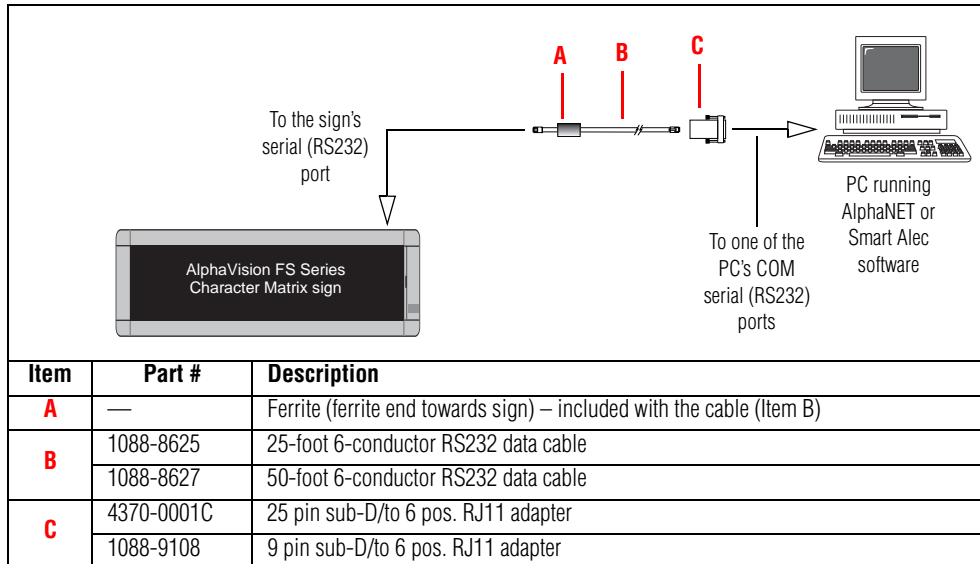 A
B
C
To the sign's
serial (RS232)
port
PC running
AlphaNET or
Smart Alec
software
To one of the
PC's COM
serial (RS232)
ports
AlphaVision FS Series
Character Matrix sign
Item Part # Description
A — Ferrite (ferrite end towards sign) – included with the cable (Item B)
B 1088-8625 25-foot 6-conductor RS232 data cable
1088-8627 50-foot 6-conductor RS232 data cable
C 4370-0001C 25 pin sub-D/to 6 pos. RJ11 adapter
1088-9108 9 pin sub-D/to 6 pos. RJ11 adapter